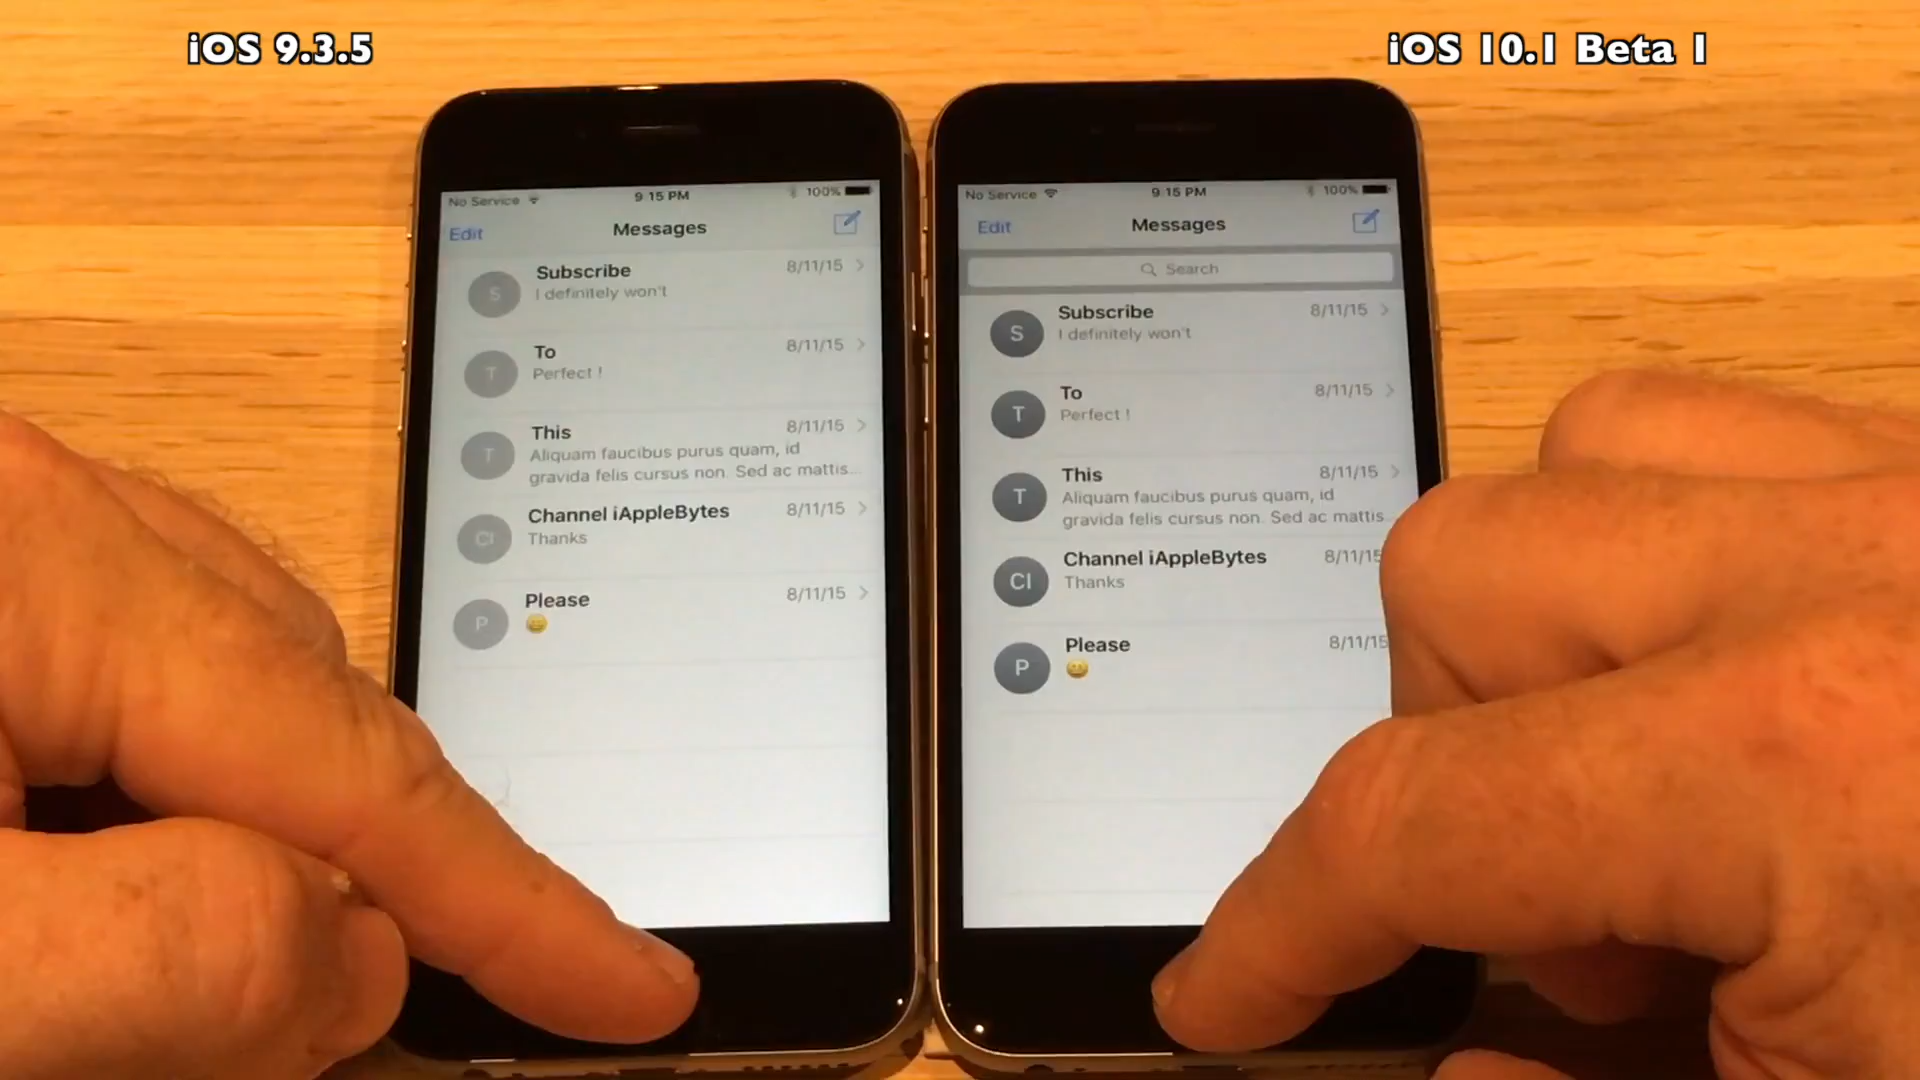 iOS 9.3.5
iOS 10.1 Beta 1
No Service 9 15 PM 100%
Edit Messages
S Subscribe 8/11/15
I definitely won't
T To 8/11/15
Perfect !
T This 8/11/15
Aliquam faucibus purus quam, id
gravida felis cursus non. Sed ac mattis...
CI Channel iAppleBytes 8/11/15
Thanks
P Please 8/11/15
😀
No Service 9:15 PM 100%
Edit Messages
Search
S Subscribe 8/11/15
I definitely won't
T To 8/11/15
Perfect !
T This 8/11/15
Aliquam faucibus purus quam, id
gravida felis cursus non. Sed ac mattis...
CI Channel iAppleBytes 8/11/15
Thanks
P Please 8/11/15
😀